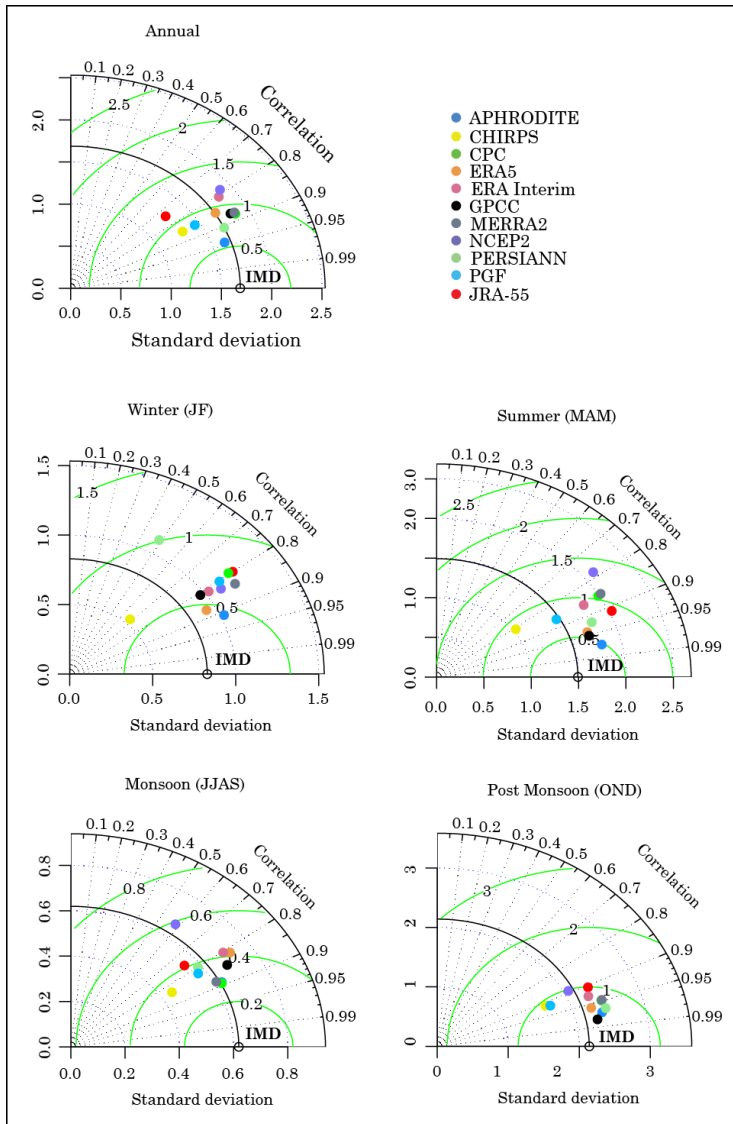 Annual
0.1 0.2 0.3 0.4 0.5 0.6 0.7 0.8 0.9 0.95 0.99
Correlation
2.5 2 1.5 1 0.5
2.0
1.0
0.0
IMD
0.0 0.5 1.0 1.5 2.0 2.5
Standard deviation
APHRODITE
CHIRPS
CPC
ERA5
ERA Interim
GPCC
MERRA2
NCEP2
PERSIANN
PGF
JRA-55
Winter (JF)
0.1 0.2 0.3 0.4 0.5 0.6 0.7 0.8 0.9 0.95 0.99
Correlation
1.5 1 0.5
1.5
1.0
0.5
0.0
IMD
0.0 0.5 1.0 1.5
Standard deviation
Summer (MAM)
0.1 0.2 0.3 0.4 0.5 0.6 0.7 0.8 0.9 0.95 0.99
Correlation
2.5 2 1.5 1 0.5
3.0
2.0
1.0
0.0
IMD
0.0 0.5 1.0 1.5 2.0 2.5
Standard deviation
Monsoon (JJAS)
0.1 0.2 0.3 0.4 0.5 0.6 0.7 0.8 0.9 0.95 0.99
Correlation
0.8 0.6 0.4 0.2
0.8
0.6
0.4
0.2
0.0
IMD
0.0 0.2 0.4 0.6 0.8
Standard deviation
Post Monsoon (OND)
0.1 0.2 0.3 0.4 0.5 0.6 0.7 0.8 0.9 0.95 0.99
Correlation
3 2 1
3
2
1
0
IMD
0 1 2 3
Standard deviation